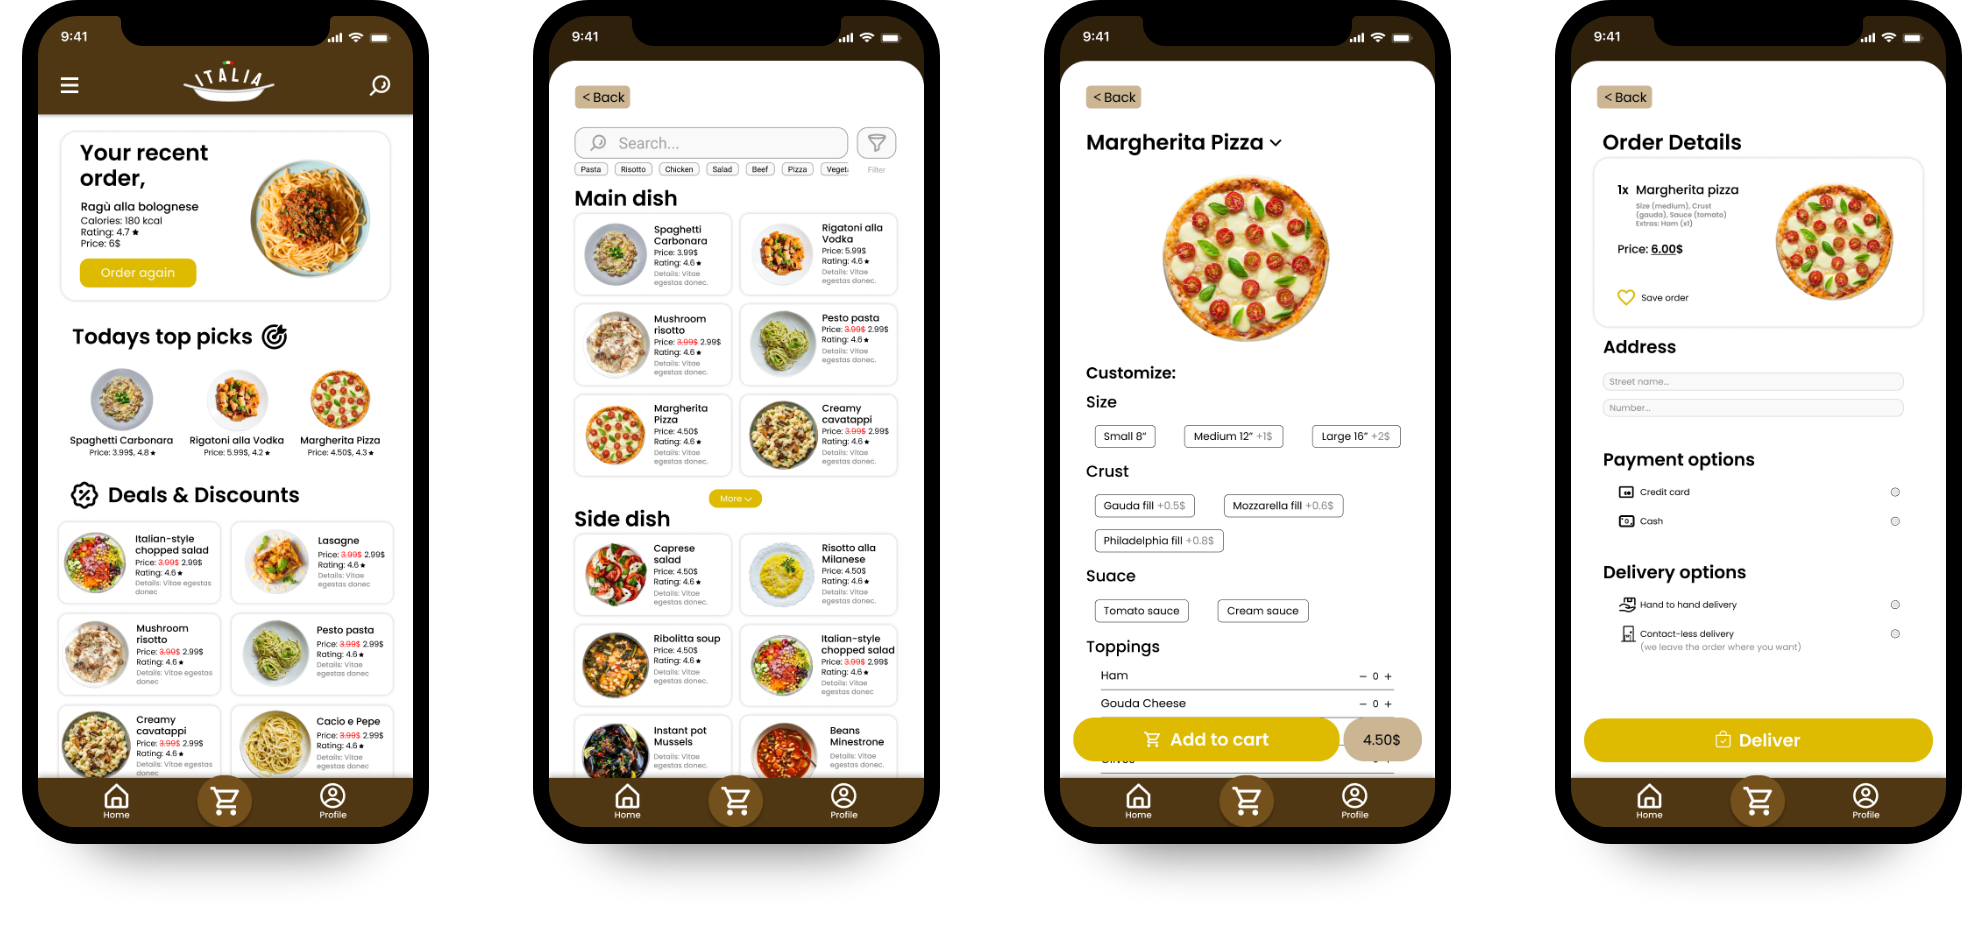 9:41
ITALIA
Your recent
order,
Ragù alla bolognese
Calories: 180 kcal
Rating: 4.7 ★
Price: 6$
Order again
Todays top picks
Spaghetti Carbonara
Price: 3.99$, 4.8 ★
Rigatoni alla Vodka
Price: 5.99$, 4.2 ★
Margherita Pizza
Price: 4.50$, 4.3 ★
Deals & Discounts
Italian-style
chopped salad
Price: 3.99$ 2.99$
Rating: 4.6 ★
Details: Vitae egestas
donec
Lasagne
Price: 3.99$ 2.99$
Rating: 4.6 ★
Details: Vitae
egestas donec
Mushroom
risotto
Price: 3.99$ 2.99$
Rating: 4.6 ★
Details: Vitae egestas
donec
Pesto pasta
Price: 3.99$ 2.99$
Rating: 4.6 ★
Details: Vitae
egestas donec
Creamy
cavatappi
Price: 3.99$ 2.99$
Rating: 4.6 ★
Details: Vitae egestas
donec
Cacio e Pepe
Price: 3.99$ 2.99$
Rating: 4.6 ★
Details: Vitae
egestas donec
Home
Profile
9:41
< Back
Search...
Pasta
Risotto
Chicken
Salad
Beef
Pizza
Veget
Filter
Main dish
Spaghetti
Carbonara
Price: 3.99$
Rating: 4.6 ★
Details: Vitae
egestas donec.
Rigatoni alla
Vodka
Price: 5.99$
Rating: 4.6 ★
Details: Vitae
egestas donec.
Mushroom
risotto
Price: 3.99$ 2.99$
Rating: 4.6 ★
Details: Vitae
egestas donec.
Pesto pasta
Price: 3.99$ 2.99$
Rating: 4.6 ★
Details: Vitae
egestas donec.
Margherita
Pizza
Price: 4.50$
Rating: 4.6 ★
Details: Vitae
egestas donec.
Creamy
cavatappi
Price: 3.99$ 2.99$
Rating: 4.6 ★
Details: Vitae
egestas donec.
More
Side dish
Caprese
salad
Price: 4.50$
Rating: 4.6 ★
Details: Vitae
egestas donec.
Risotto alla
Milanese
Price: 4.50$
Rating: 4.6 ★
Details: Vitae
egestas donec.
Ribolitta soup
Price: 4.50$
Rating: 4.6 ★
Details: Vitae
egestas donec.
Italian-style
chopped salad
Price: 3.99$ 2.99$
Rating: 4.6 ★
Details: Vitae
egestas donec
Instant pot
Mussels
Details: Vitae
egestas donec.
Beans
Minestrone
Details: Vitae
egestas donec.
Home
Profile
9:41
< Back
Margherita Pizza
Customize:
Size
Small 8"
Medium 12" +1$
Large 16" +2$
Crust
Gauda fill +0.5$
Mozzarella fill +0.6$
Philadelphia fill +0.8$
Suace
Tomato sauce
Cream sauce
Toppings
Ham
− 0 +
Gouda Cheese
− 0 +
Add to cart
4.50$
Home
Profile
9:41
< Back
Order Details
1x Margherita pizza
Size (medium), Crust
(gauda), Sauce (tomato)
Extras: Ham (x1)
Price: 6.00$
Save order
Address
Street name...
Number...
Payment options
Credit card
Cash
Delivery options
Hand to hand delivery
Contact-less delivery
(we leave the order where you want)
Deliver
Home
Profile